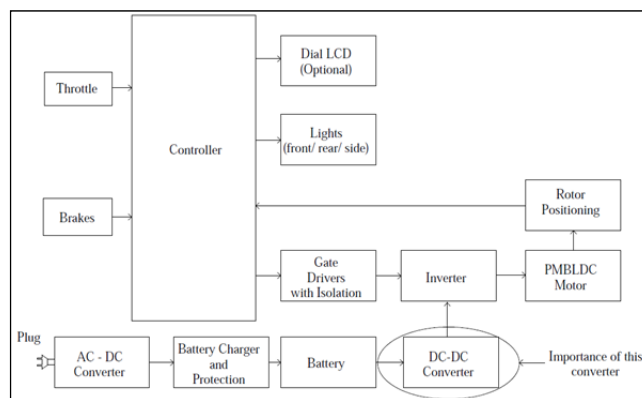 Throttle
Brakes
Controller
Dial LCD
(Optional)
Lights
(front/ rear/ side)
Rotor
Positioning
Gate
Drivers
with Isolation
Inverter
PMBLDC
Motor
Plug
AC - DC
Converter
Battery Charger
and
Protection
Battery
DC-DC
Converter
Importance of this
converter